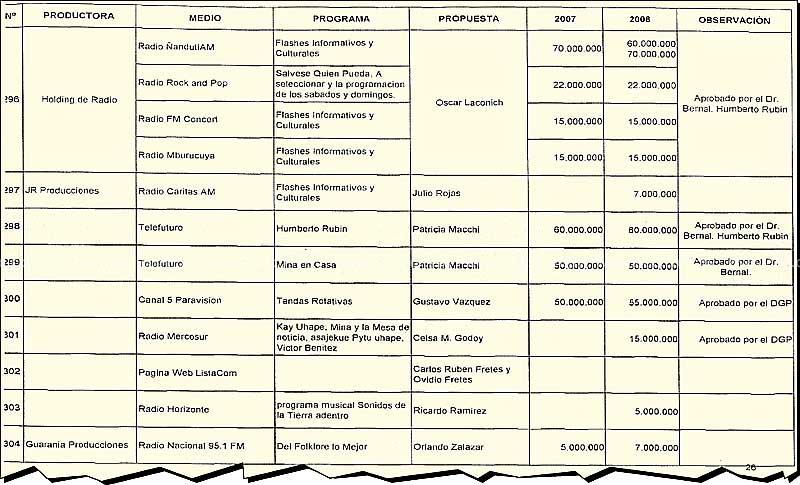 Nº PRODUCTORA MEDIO PROGRAMA PROPUESTA 2007 2008 OBSERVACIÓN
296 Holding de Radio Radio ÑandutiAM Flashes Informativos y Culturales Oscar Laconich 70.000.000 60.000.000 70.000.000 Aprobado por el Dr. Bernal. Humberto Rubin
Radio Rock and Pop Salvese Quien Pueda, A seleccionar y la programacion de los sabados y domingos. 22.000.000 22.000.000
Radio FM Concert Flashes Informativos y Culturales 15,000.000 15,000.000
Radio Mburucuya Flashes Informativos y Culturales 15,000.000 15.000.000
297 JR Producciones Radio Caritas AM Flashes Informativos y Culturales Julio Rojas 7.000.000
298 Telefuturo Humberto Rubin Patricia Macchi 60.000.000 80.000.000 Aprobado por el Dr. Bernal. Humberto Rubin
299 Telofuturo Mina en Casa Patricia Macchi 50.000.000 50.000.000 Aprobado por el Dr. Bernal.
300 Canal 5 Paravision Tandas Rotativas Gustavo Vazquez 50.000.000 55.000.000 Aprobado por el DGP
301 Radio Mercosur Kay Uhape, Mina y la Mesa de noticia, asajekue Pytu uhape, Victor Benitez Celsa M. Godoy 15.000.000 Aprobado por el DGP
302 Pagina Web ListaCom Carlos Ruben Fretes y Ovidio Fretes
303 Radio Horizonte programa musical Sonidos de la Tierra adentro Ricardo Ramirez 5.000.000
304 Guarania Producciones Radio Nacional 95.1 FM Del Folklore lo Mejor Orlando Zalazar 5.000.000 7.000.000
26